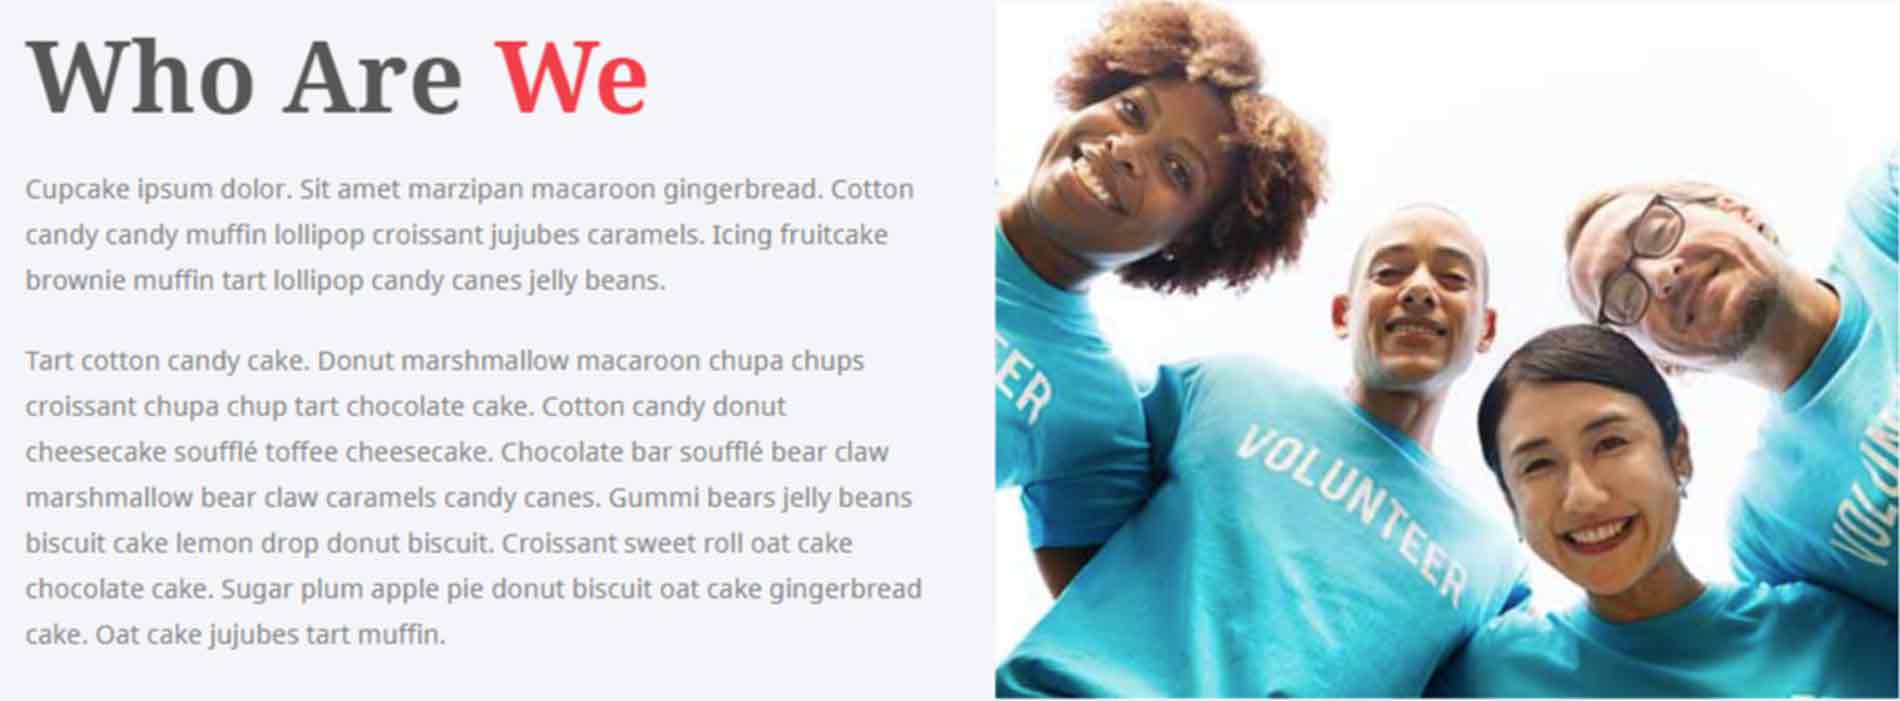 Who Are We
Cupcake ipsum dolor. Sit amet marzipan macaroon gingerbread. Cotton
candy candy muffin lollipop croissant jujubes caramels. Icing fruitcake
brownie muffin tart lollipop candy canes jelly beans.
Tart cotton candy cake. Donut marshmallow macaroon chupa chups
croissant chupa chup tart chocolate cake. Cotton candy donut
cheesecake soufflé toffee cheesecake. Chocolate bar soufflé bear claw
marshmallow bear claw caramels candy canes. Gummi bears jelly beans
biscuit cake lemon drop donut biscuit. Croissant sweet roll oat cake
chocolate cake. Sugar plum apple pie donut biscuit oat cake gingerbread
cake. Oat cake jujubes tart muffin.
EER
VOLUNTEER
VOLUN